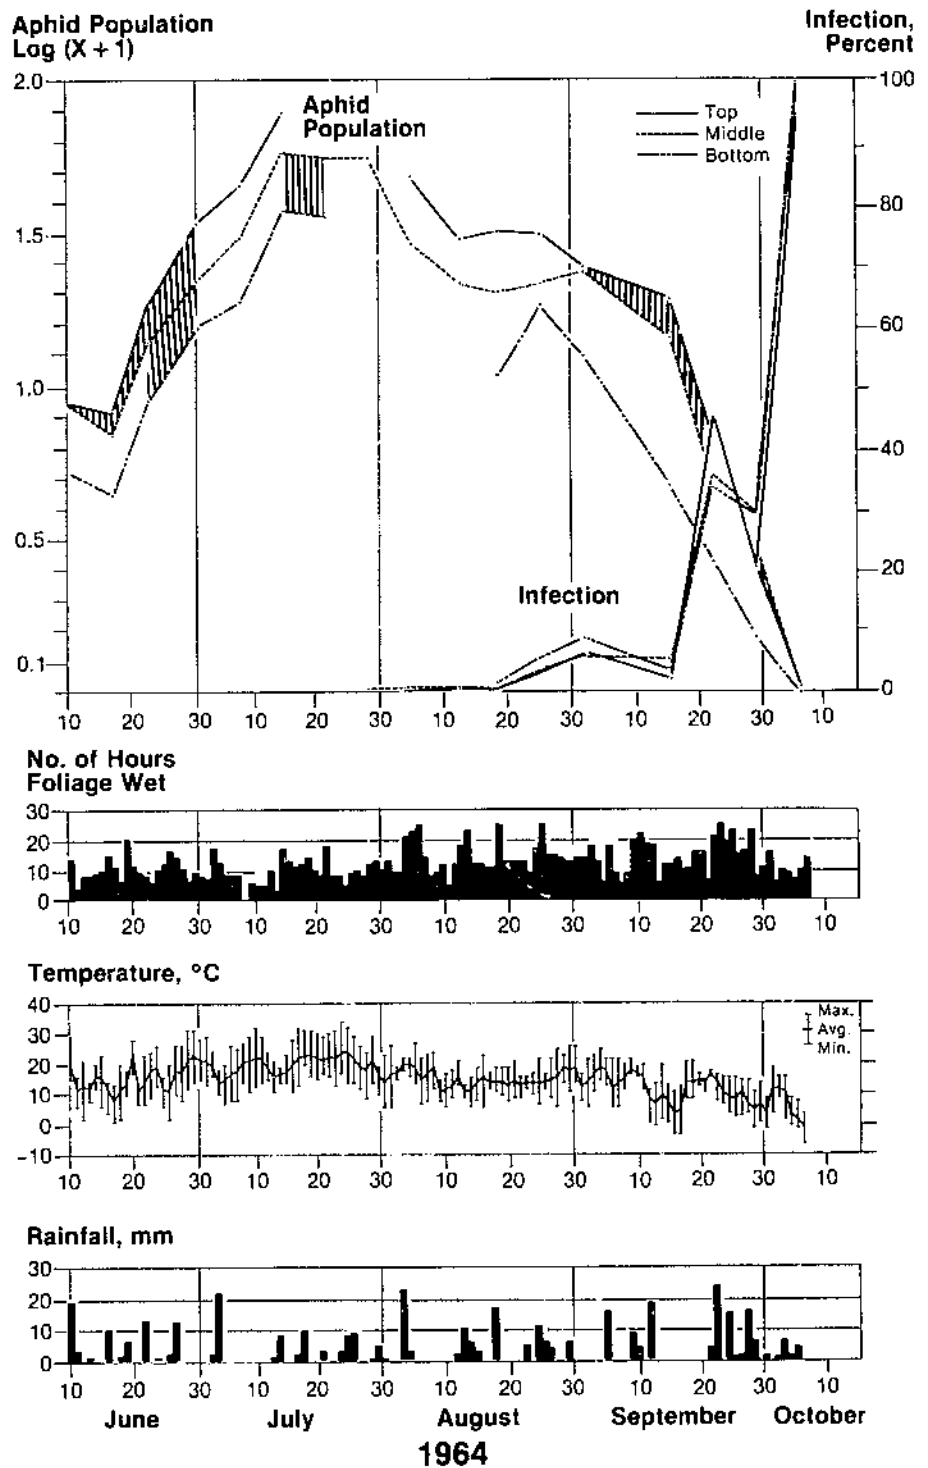 Aphid Population
Log (X + 1)
Infection,
Percent
2.0
1.5
1.0
0.5
0.1
100
80
60
40
20
0
Aphid
Population
Top
Middle
Bottom
Infection
10 20 30 10 20 30 10 20 30 10 20 30 10
No. of Hours
Foliage Wet
30
20
10
0
10 20 30 10 20 30 10 20 30 10 20 30 10
Temperature, °C
40
30
20
10
0
-10
Max.
Avg.
Min.
10 20 30 10 20 30 10 20 30 10 20 30 10
Rainfall, mm
30
20
10
0
10 20 30 10 20 30 10 20 30 10 20 30 10
June July August September October
1964